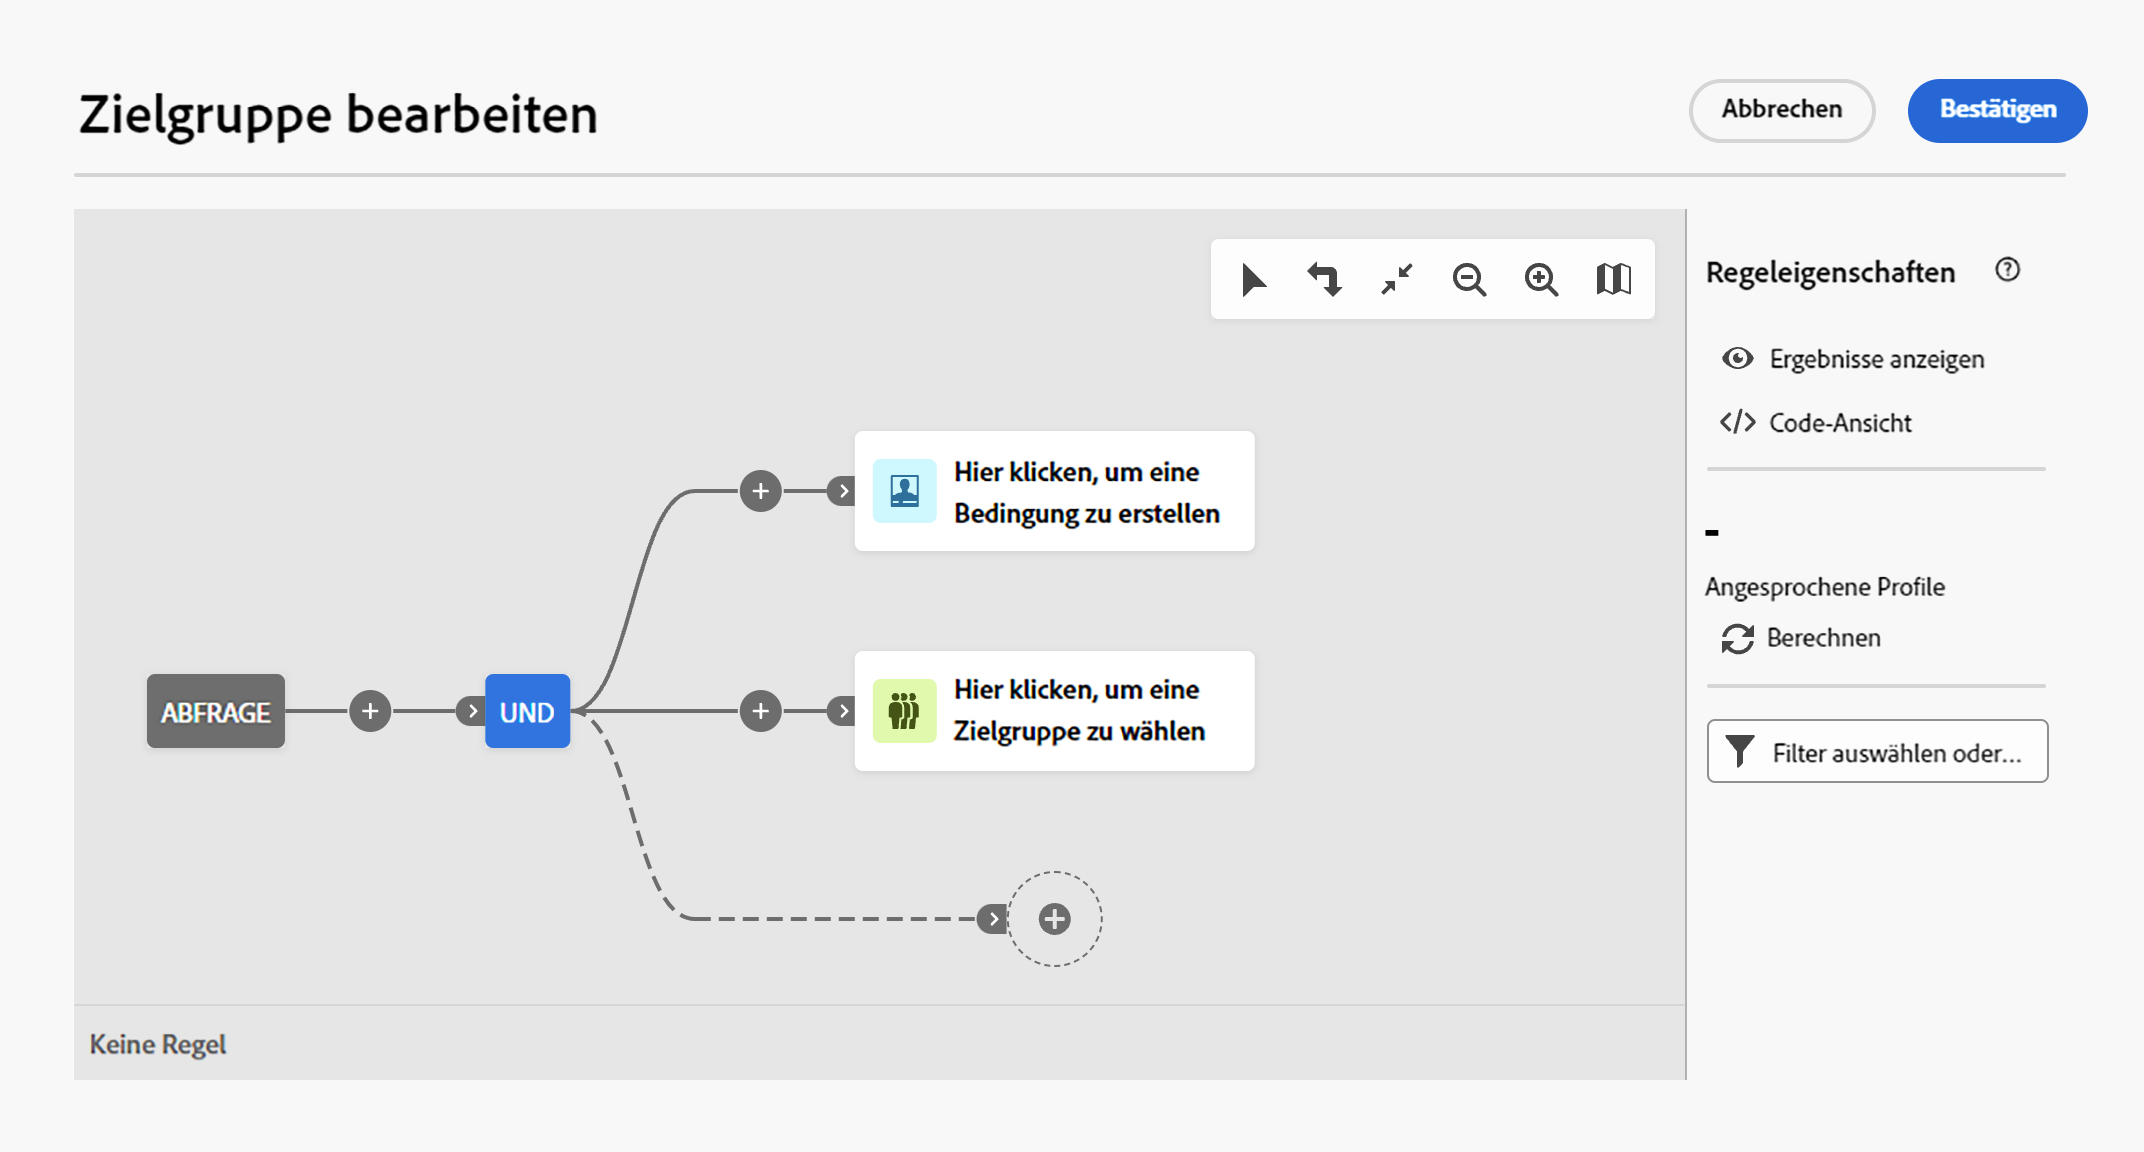 Zielgruppe bearbeiten
Abbrechen
Bestätigen
Regeleigenschaften
Ergebnisse anzeigen
Code-Ansicht
-
Angesprochene Profile
Berechnen
Filter auswählen oder...
Hier klicken, um eine
Bedingung zu erstellen
ABFRAGE
UND
Hier klicken, um eine
Zielgruppe zu wählen
Keine Regel